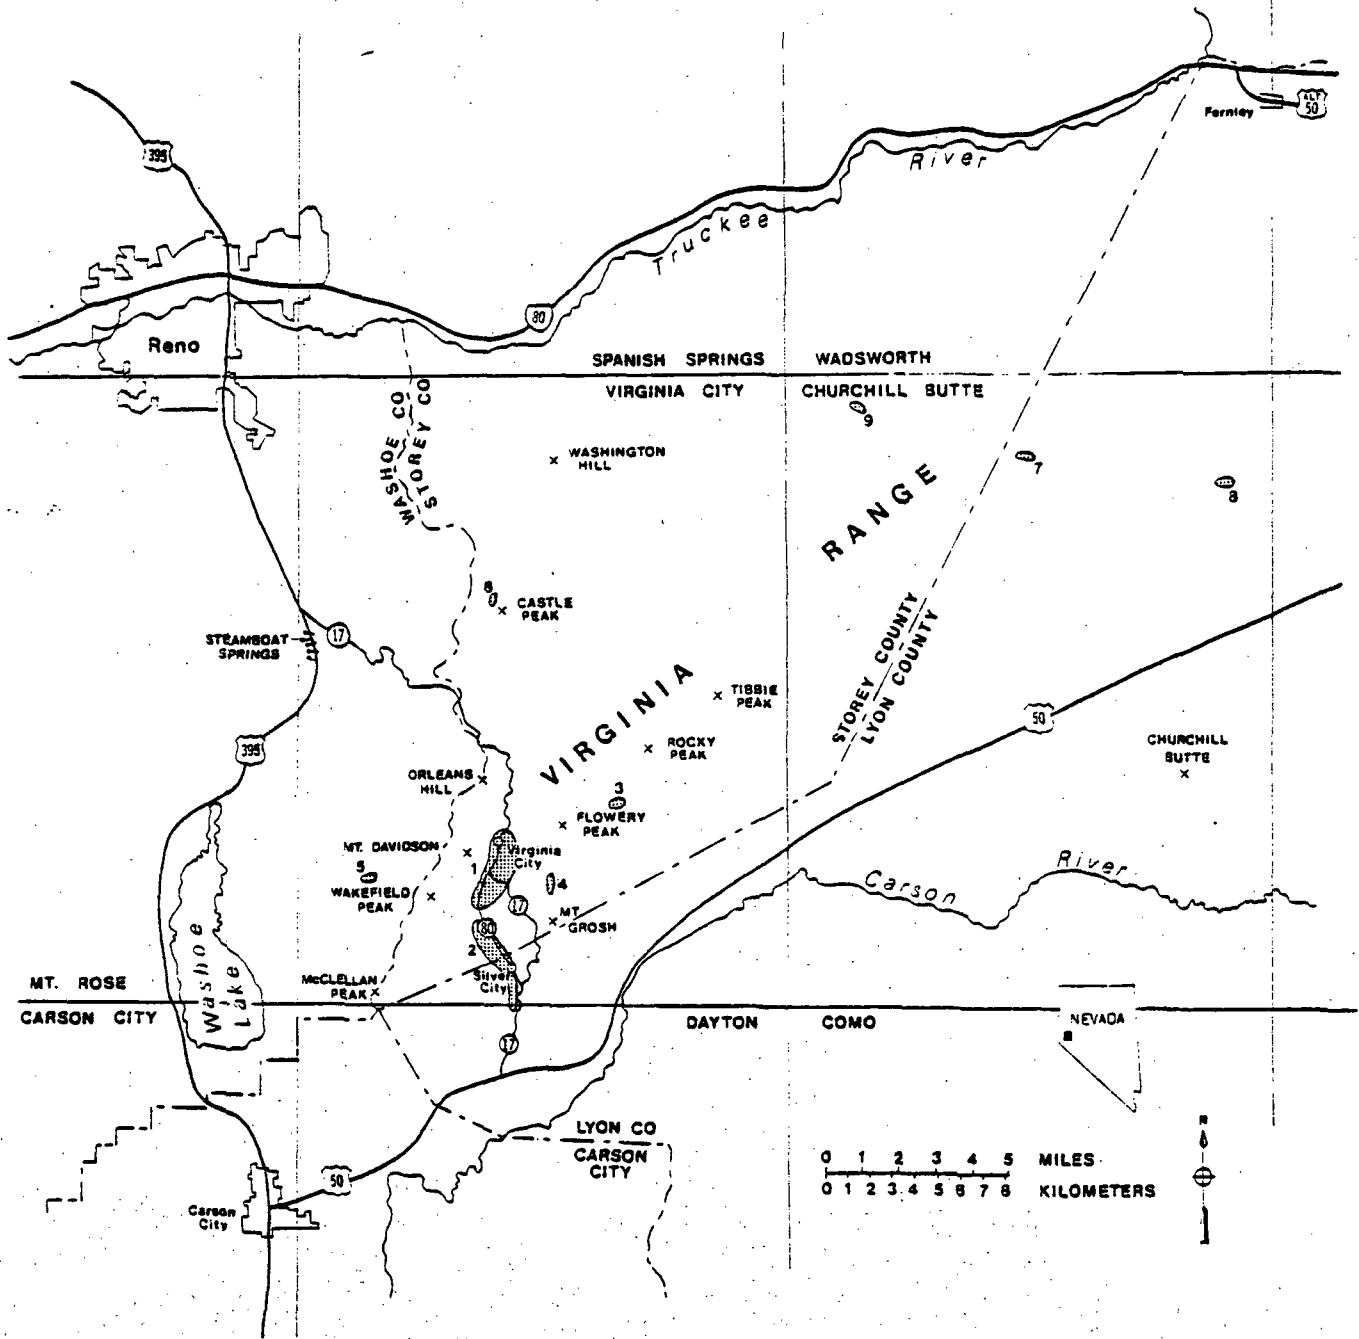 ALT
50
Fernley
395
River
Truckee
80
Reno
SPANISH SPRINGS
WADSWORTH
VIRGINIA CITY
CHURCHILL BUTTE
9
WASHOE CO
STOREY CO
WASHINGTON
HILL
7
8
RANGE
6
CASTLE
PEAK
17
STEAMBOAT
SPRINGS
STOREY COUNTY
LYON COUNTY
VIRGINIA
TIBBIE
PEAK
50
395
ROCKY
PEAK
CHURCHILL
BUTTE
ORLEANS
HILL
3
FLOWERY
PEAK
MT. DAVIDSON
Virginia
City
1
5
4
WAKEFIELD
PEAK
Carson
River
17
MT
GROSH
80
2
Washoe
Lake
Silver
City
McCLELLAN
PEAK
MT. ROSE
CARSON CITY
DAYTON
COMO
NEVADA
17
LYON CO
CARSON
CITY
N
0 1 2 3 4 5 MILES
0 1 2 3 4 5 6 7 8 KILOMETERS
50
Carson
City